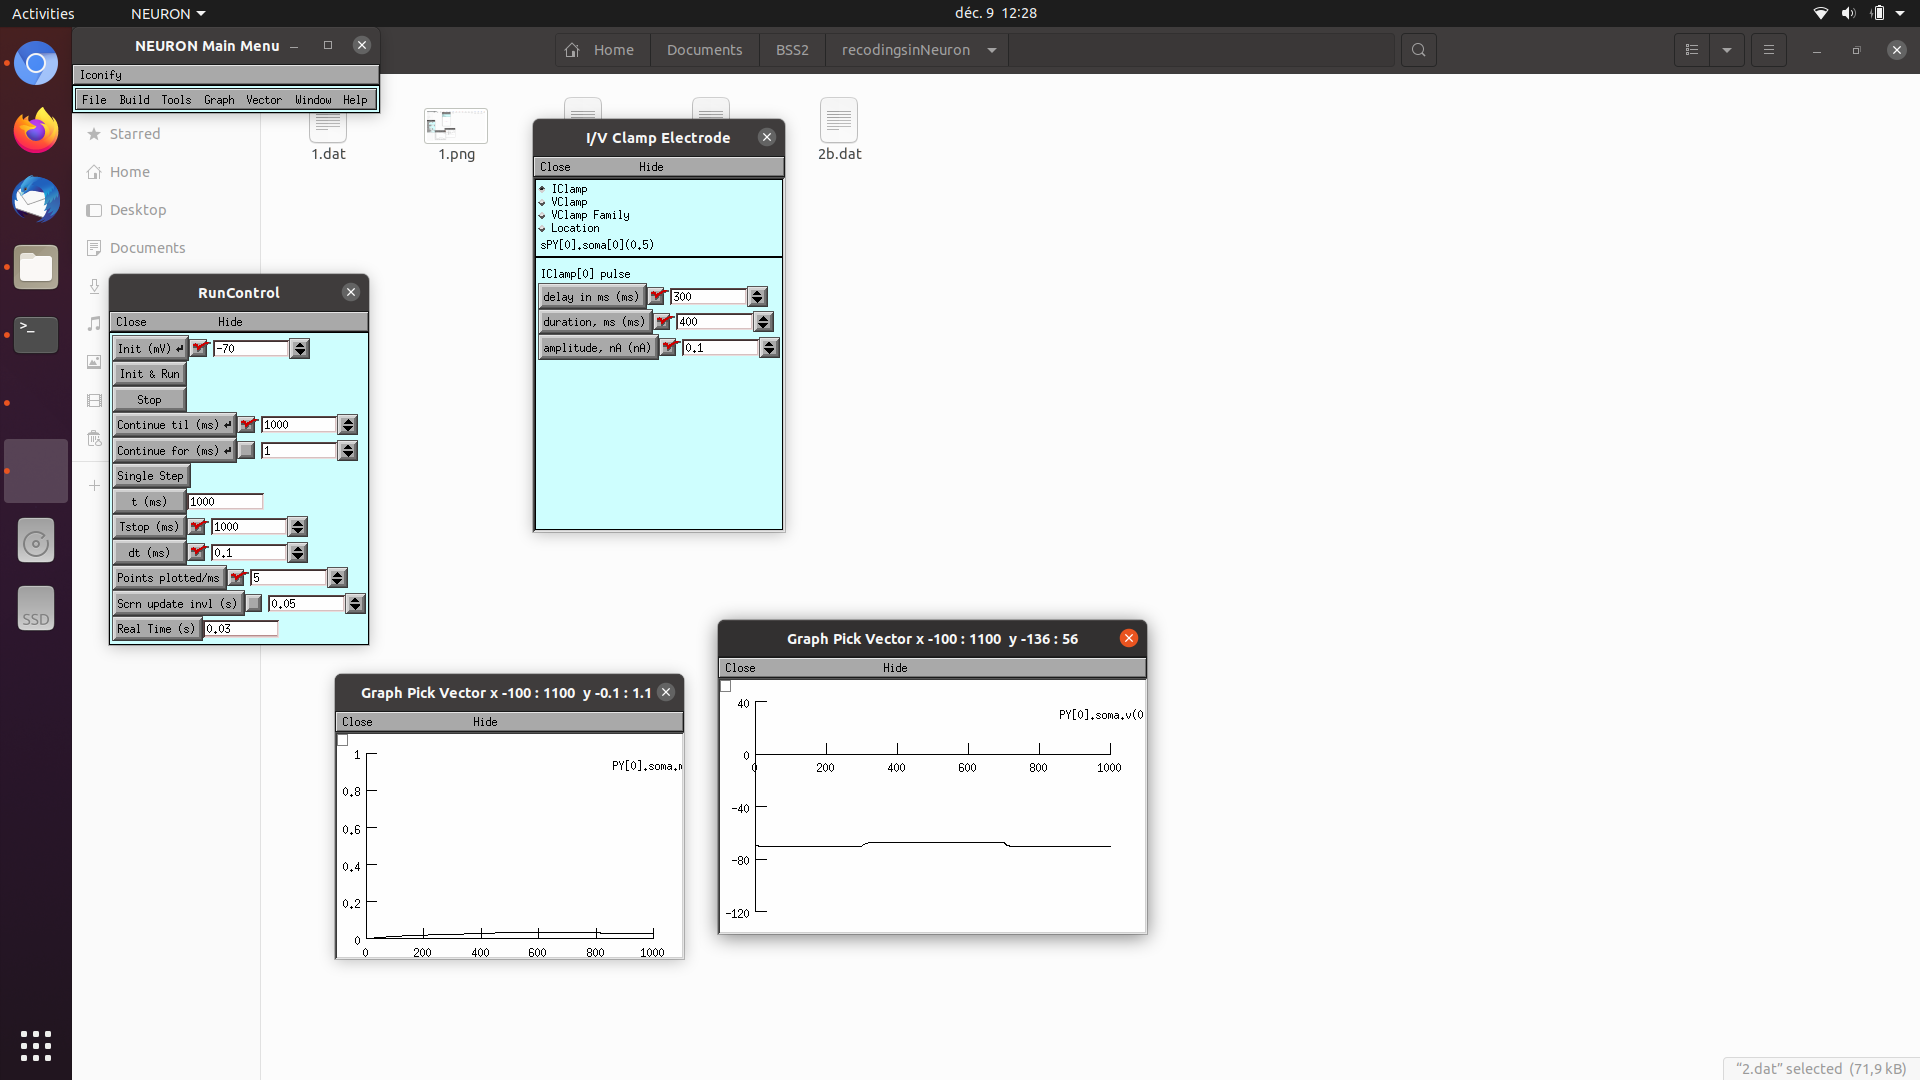 Activities
NEURON
déc. 9 12:28
NEURON Main Menu
Iconify
File Build Tools Graph Vector Window Help
Home Documents BSS2 recodingsinNeuron
Starred
Home
Desktop
Documents
1.dat
1.png
2b.dat
I/V Clamp Electrode
Close Hide
IClamp
VClamp
VClamp Family
Location
sPY[0].soma[0](0.5)
IClamp[0] pulse
delay in ms (ms) 300
duration, ms (ms) 400
amplitude, nA (nA) 0.1
RunControl
Close Hide
Init (mV) -70
Init & Run
Stop
Continue til (ms) 1000
Continue for (ms) 1
Single Step
t (ms) 1000
Tstop (ms) 1000
dt (ms) 0.1
Points plotted/ms 5
Scrn update invl (s) 0.05
Real Time (s) 0.03
Graph Pick Vector x -100 : 1100 y -0.1 : 1.1
Close Hide
PY[0].soma.m
1
0.8
0.6
0.4
0.2
0
0 200 400 600 800 1000
Graph Pick Vector x -100 : 1100 y -136 : 56
Close Hide
PY[0].soma.v(0
40
0
0 200 400 600 800 1000
-40
-80
-120
SSD
"2.dat" selected (71,9 kB)